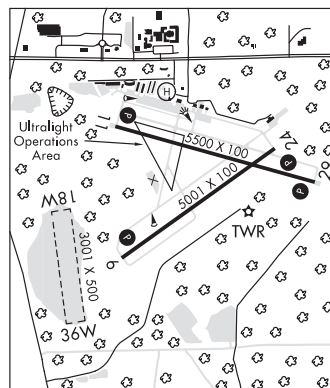 H
Ultralight
Operations
Area
11
P
5500 X 100
24
P
29
P
5001 X 100
X
18W
3001 X 500
36W
P
6
TWR